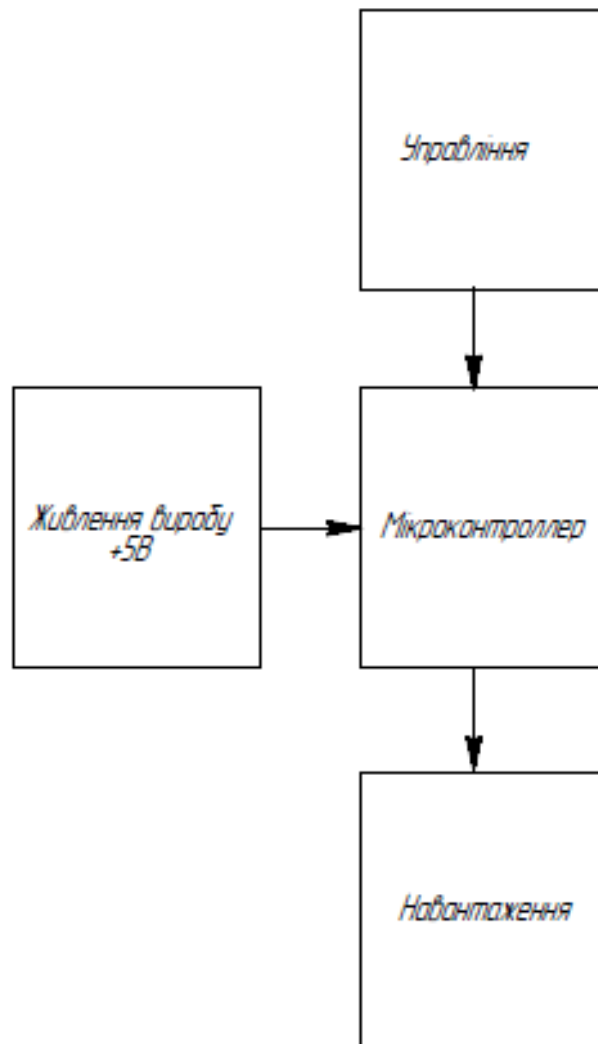 Управління
Живлення виробу
+5В
Мікроконтроллер
Навантаження